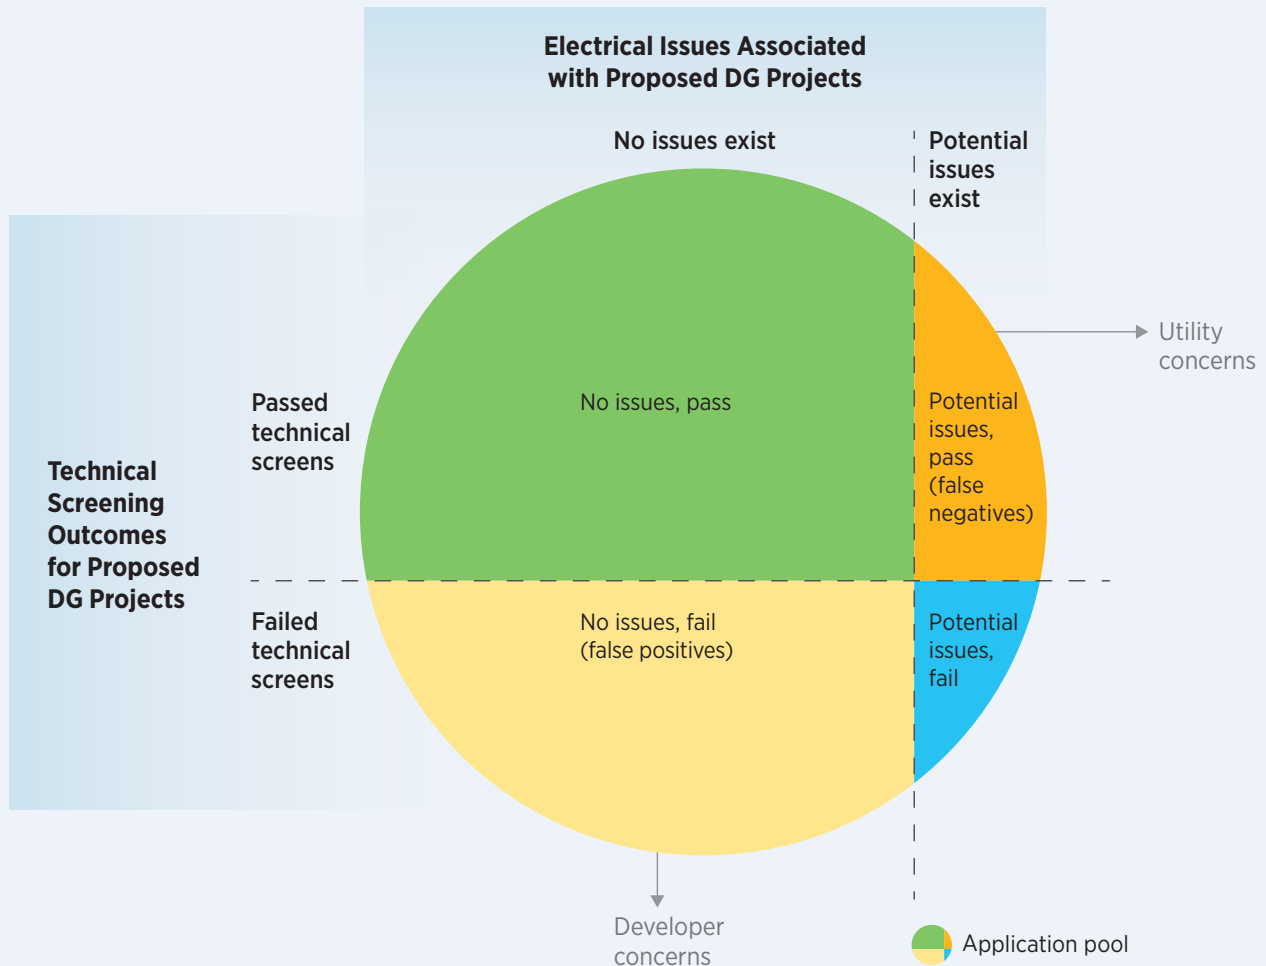 Electrical Issues Associated
with Proposed DG Projects
No issues exist
Potential
issues
exist
Utility
concerns
Passed
technical
screens
No issues, pass
Potential
issues,
pass
(false
negatives)
Technical
Screening
Outcomes
for Proposed
DG Projects
Failed
technical
screens
No issues, fail
(false positives)
Potential
issues,
fail
Developer
concerns
Application pool